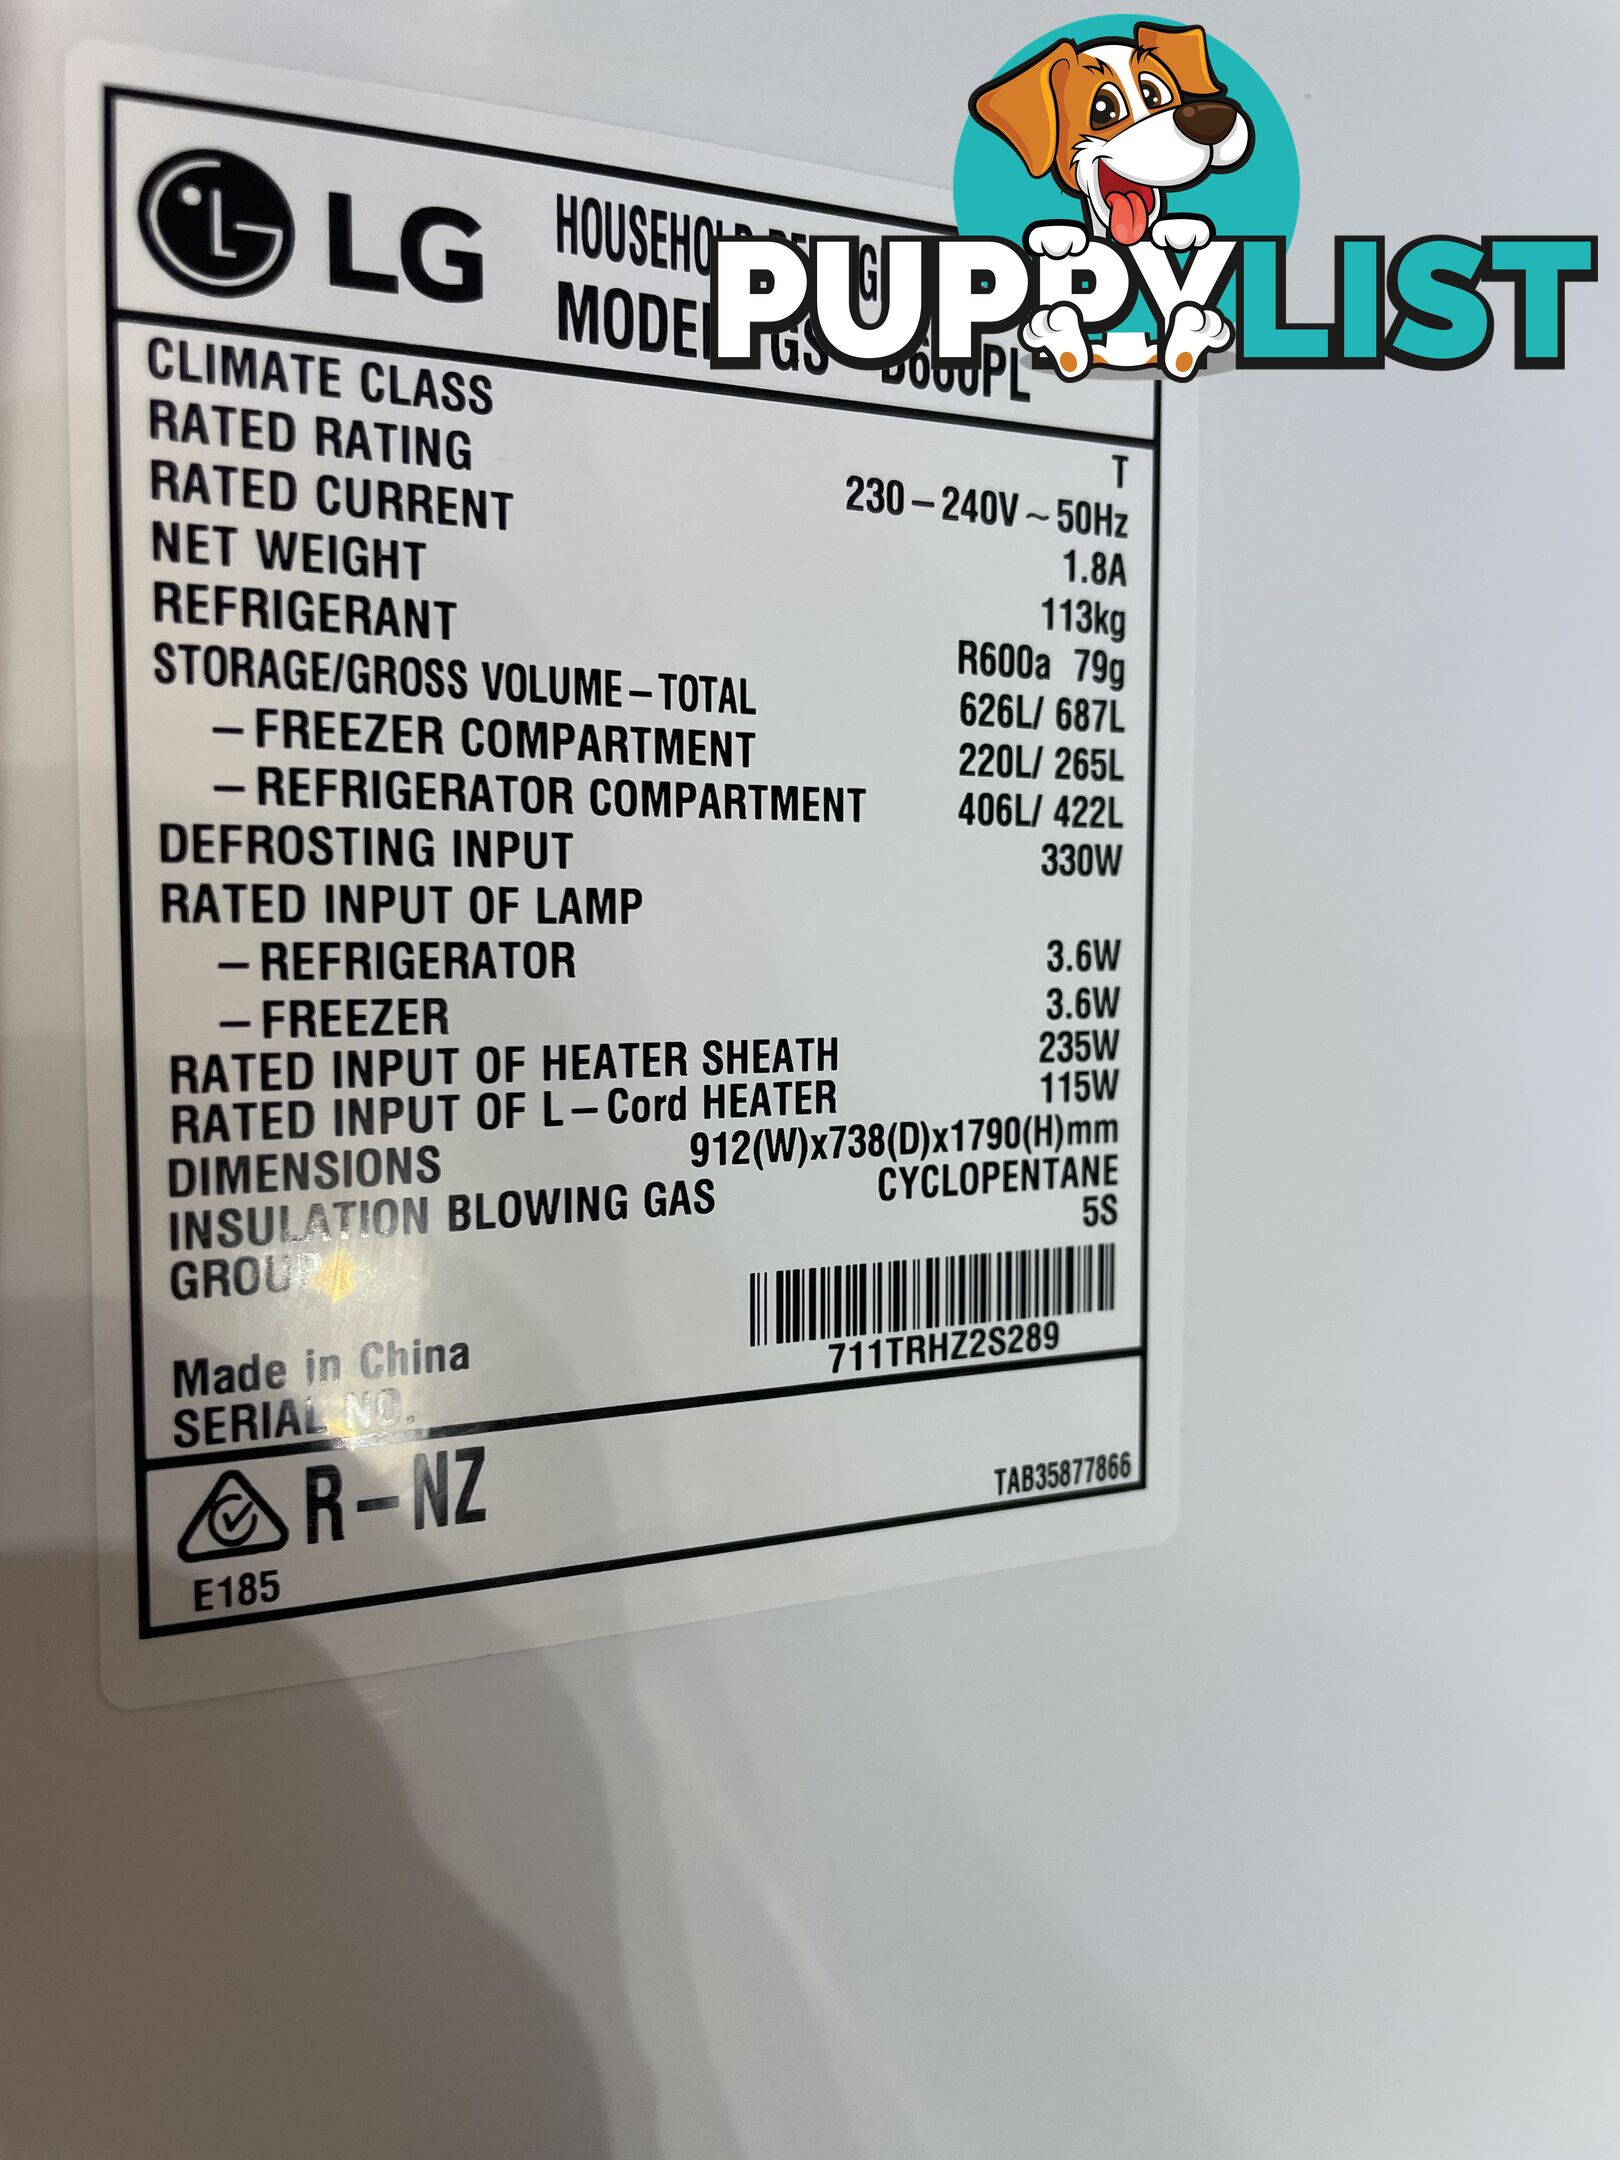 PUPPYLIST
LG
HOUSEHOLD
MODEL GS B600PL
CLIMATE CLASS T
RATED RATING 230–240V ~ 50Hz
RATED CURRENT 1.8A
NET WEIGHT 113kg
REFRIGERANT R600a 79g
STORAGE/GROSS VOLUME–TOTAL 626L/ 687L
–FREEZER COMPARTMENT 220L/ 265L
–REFRIGERATOR COMPARTMENT 406L/ 422L
DEFROSTING INPUT 330W
RATED INPUT OF LAMP
–REFRIGERATOR 3.6W
–FREEZER 3.6W
RATED INPUT OF HEATER SHEATH 235W
RATED INPUT OF L–Cord HEATER 115W
DIMENSIONS 912(W)x738(D)x1790(H)mm
INSULATION BLOWING GAS CYCLOPENTANE
GROUP 5S
Made in China
SERIAL NO. 711TRHZ2S289
R–NZ
TAB35877866
E185